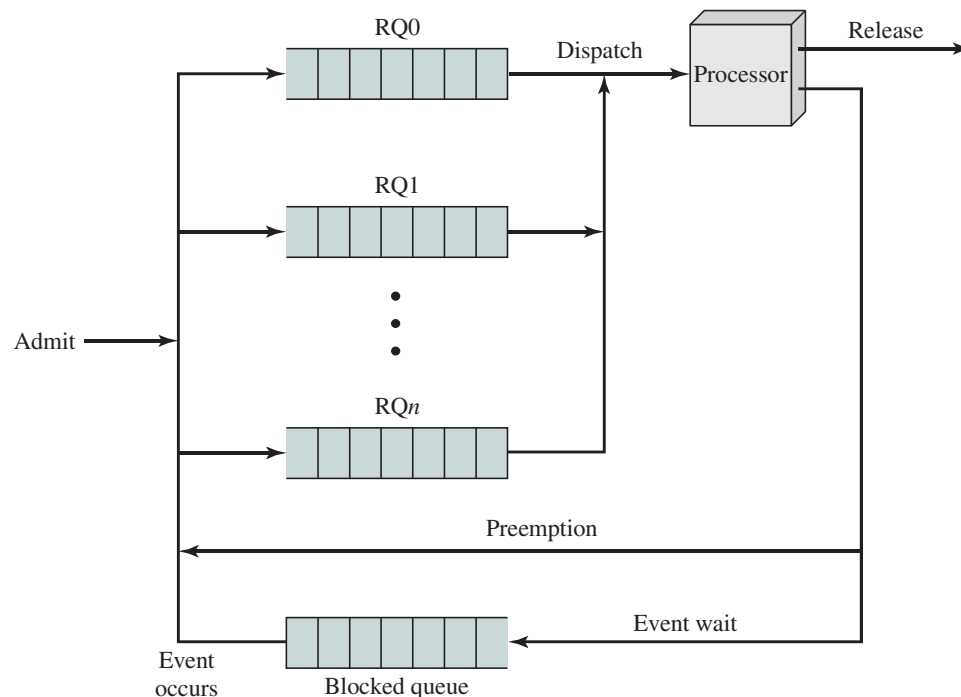 RQ0
Dispatch
Release
Processor
RQ1
Admit
RQn
Preemption
Event wait
Event
occurs
Blocked queue